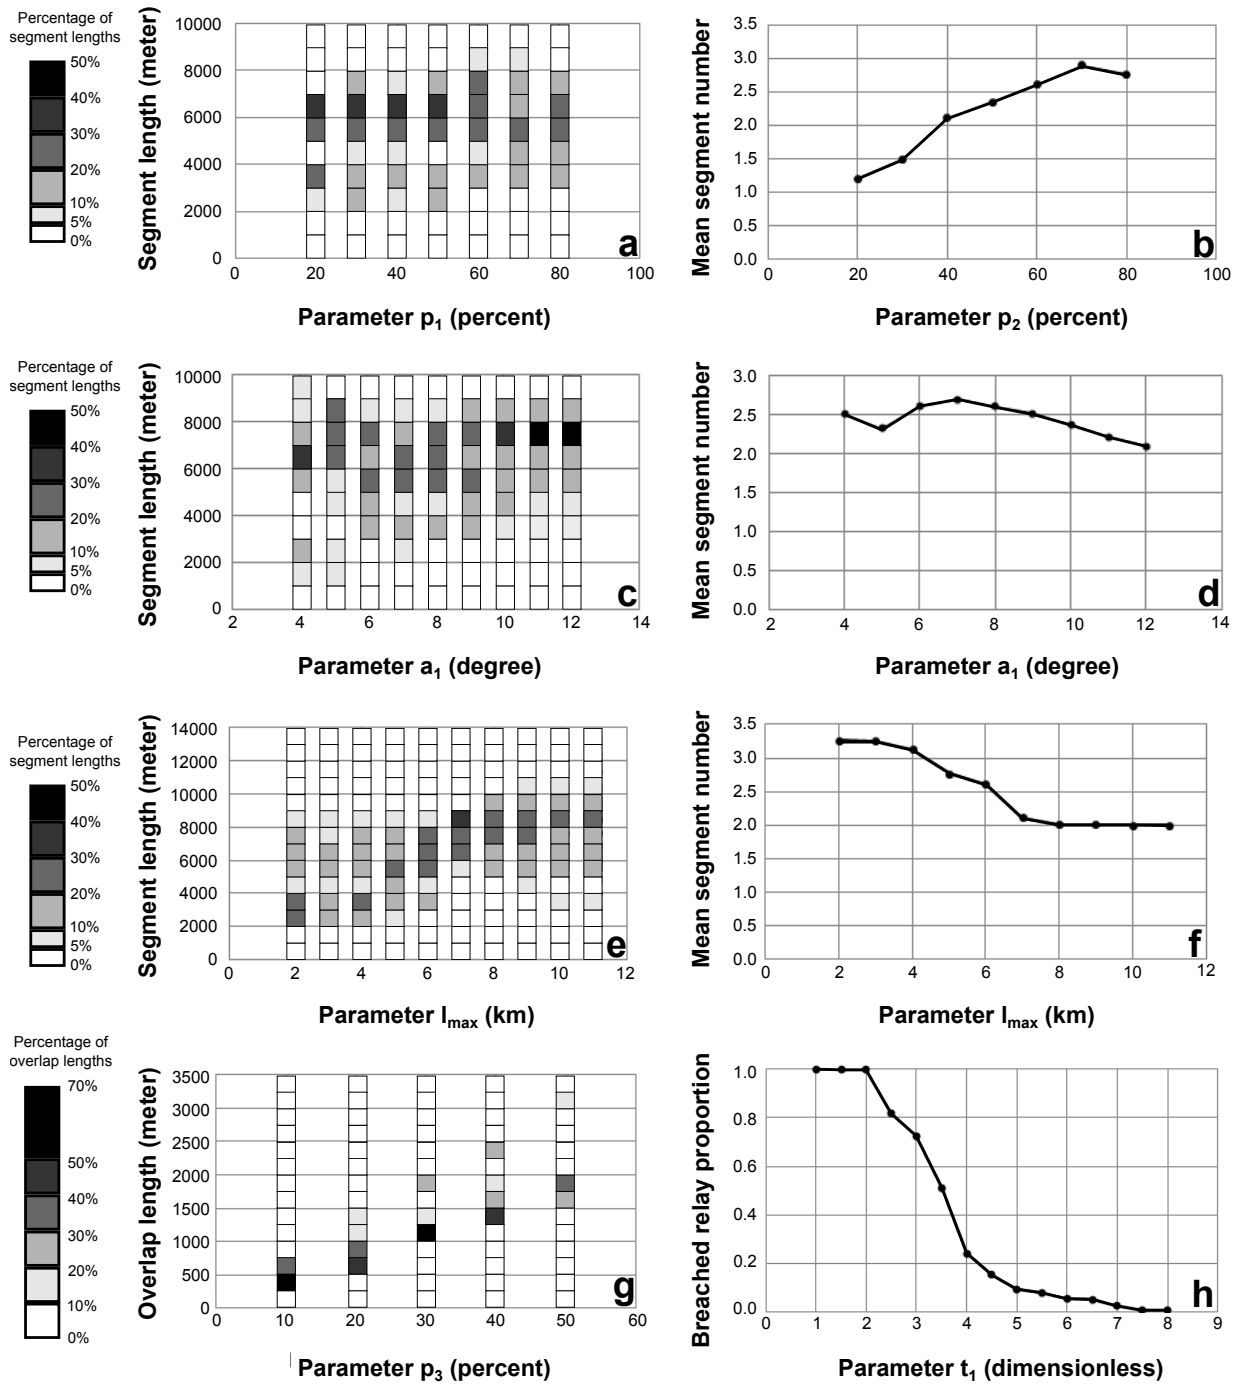 Percentage of
segment lengths
50%
40%
30%
20%
10%
5%
0%
Segment length (meter)
10000
8000
6000
4000
2000
0
0 20 30 40 50 60 70 80 100
a
Parameter p1 (percent)
Mean segment number
3.5
3.0
2.5
2.0
1.5
1.0
0.5
0.0
0 20 40 60 80 100
b
Parameter p2 (percent)
Percentage of
segment lengths
50%
40%
30%
20%
10%
5%
0%
Segment length (meter)
10000
8000
6000
4000
2000
0
2 4 6 8 10 12 14
c
Parameter a1 (degree)
Mean segment number
3.0
2.5
2.0
1.5
1.0
0.5
0.0
2 4 6 8 10 12 14
d
Parameter a1 (degree)
Percentage of
segment lengths
50%
40%
30%
20%
10%
5%
0%
Segment length (meter)
14000
12000
10000
8000
6000
4000
2000
0
0 2 4 6 8 10 12
e
Parameter lmax (km)
Mean segment number
3.5
3.0
2.5
2.0
1.5
1.0
0.5
0.0
0 2 4 6 8 10 12
f
Parameter lmax (km)
Percentage of
overlap lengths
70%
50%
40%
30%
20%
10%
0%
Overlap length (meter)
3500
3000
2500
2000
1500
1000
500
0
0 10 20 30 40 50 60
g
Parameter p3 (percent)
Breached relay proportion
1.0
0.8
0.6
0.4
0.2
0.0
0 1 2 3 4 5 6 7 8 9
h
Parameter t1 (dimensionless)